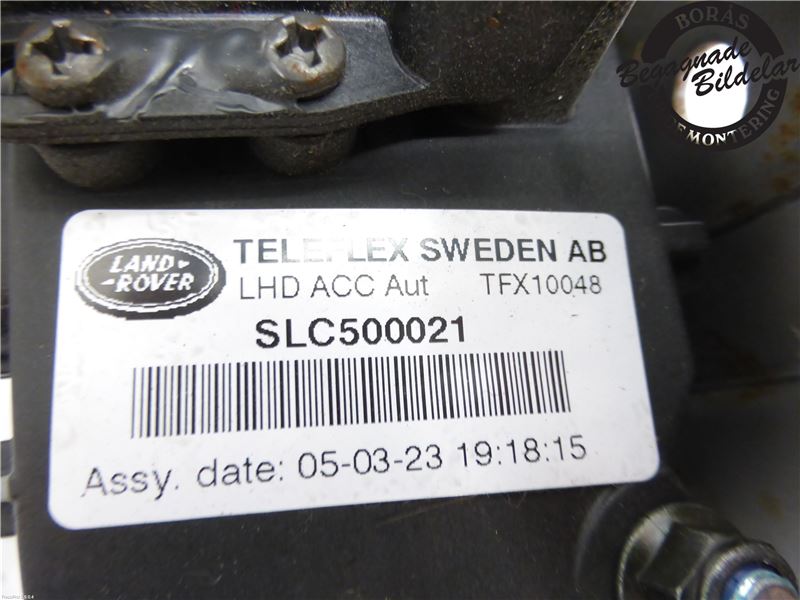 BORÅS
Begagnade
Bildelar
DEMONTERING
LAND-
-ROVER
TELEFLEX SWEDEN AB
LHD ACC Aut TFX10048
SLC500021
Assy. date: 05-03-23 19:18:15